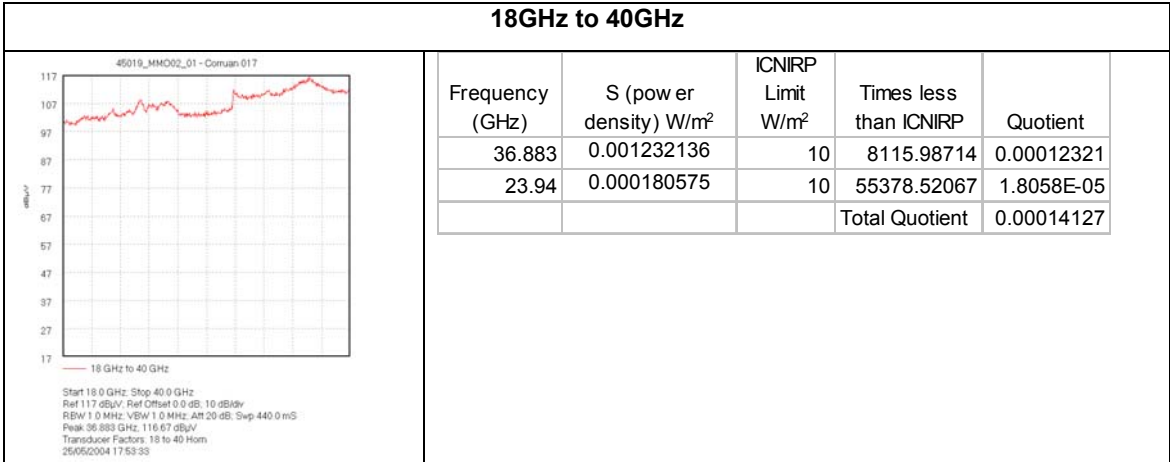 18GHz to 40GHz
45019_MMO02_01 - Corruan 017
117
107
97
87
77
67
57
47
37
27
17
dBµV
18 GHz to 40 GHz
Start 18.0 GHz; Stop 40.0 GHz
Ref 117 dBµV; Ref Offset 0.0 dB; 10 dB/div
RBW 1.0 MHz; VBW 1.0 MHz; Att 20 dB; Swp 440.0 mS
Peak 36.883 GHz, 116.67 dBµV
Transducer Factors: 18 to 40 Horn
25/05/2004 17:53:33
Frequency (GHz) S (pow er density) W/m² ICNIRP Limit W/m² Times less than ICNIRP Quotient
36.883 0.001232136 10 8115.98714 0.00012321
23.94 0.000180575 10 55378.52067 1.8058E-05
Total Quotient 0.00014127